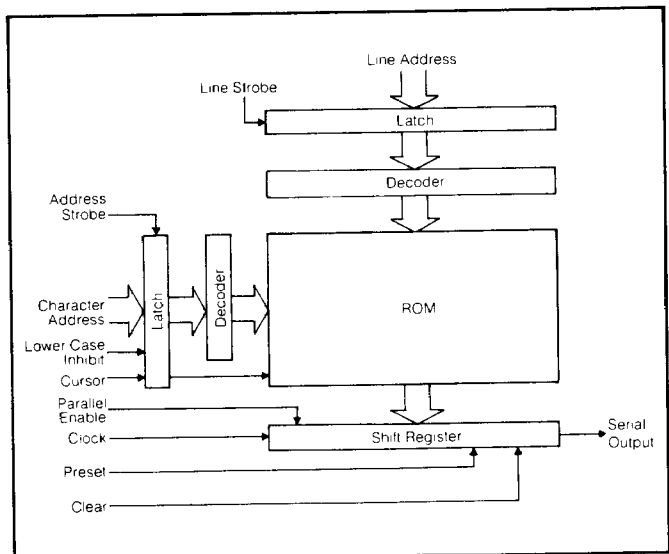 Line Address
Line Strobe
Latch
Decoder
Address
Strobe
Latch
Decoder
ROM
Character
Address
Lower Case
Inhibit
Cursor
Parallel
Enable
Clock
Shift Register
Serial
Output
Preset
Clear